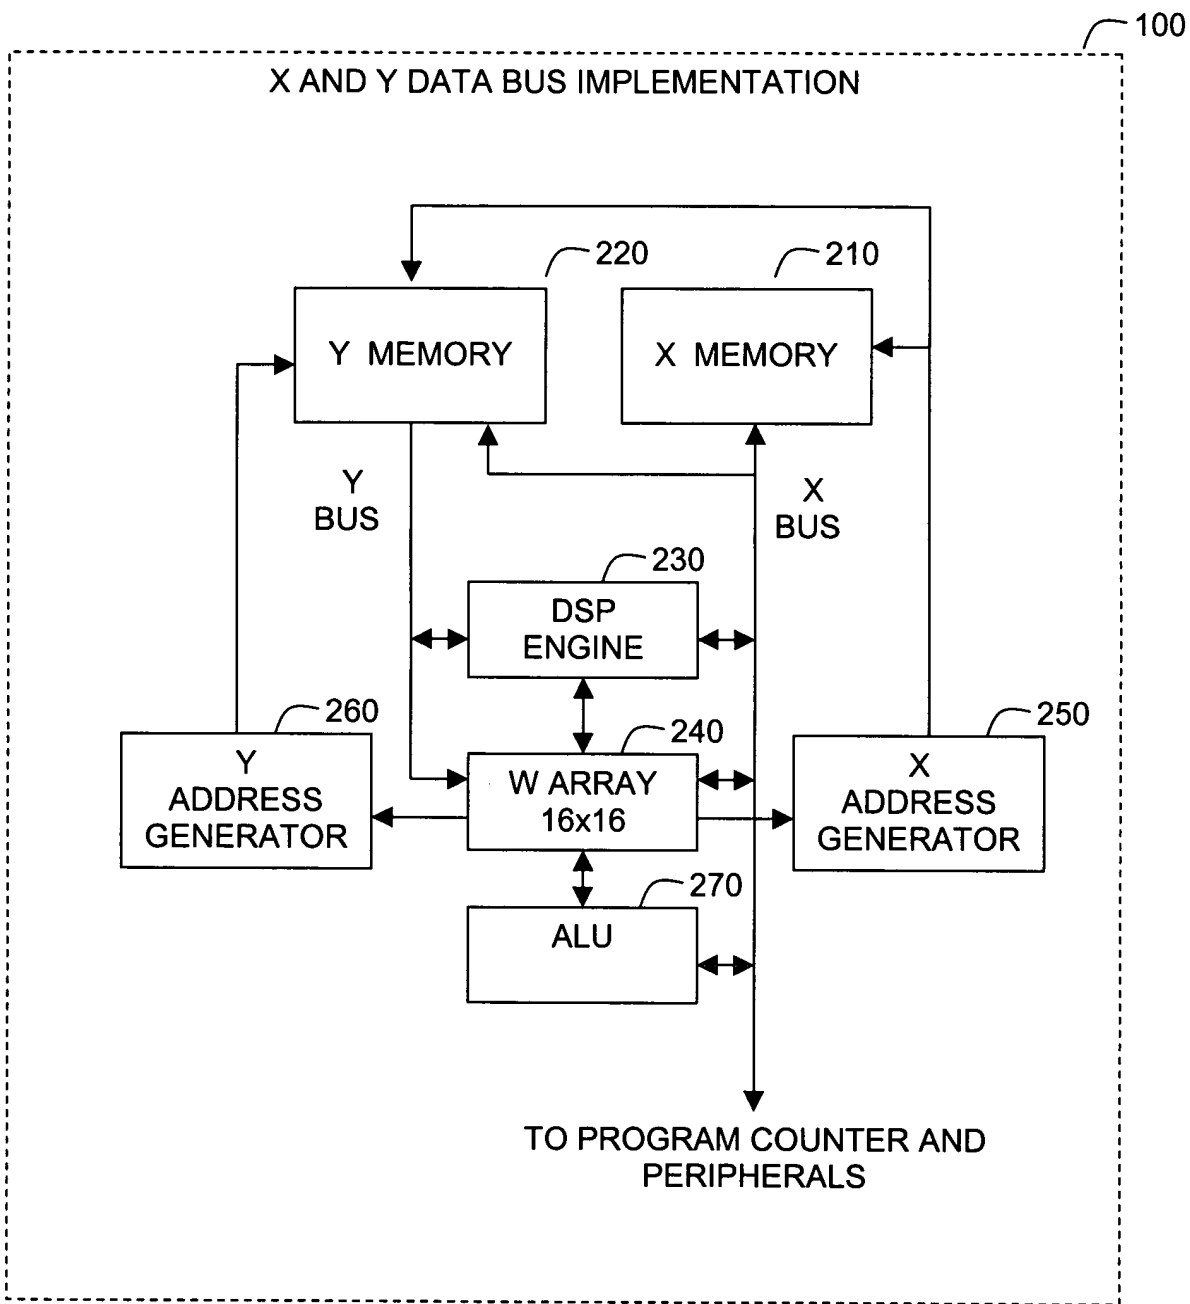 100
X AND Y DATA BUS IMPLEMENTATION
220
210
Y MEMORY
X MEMORY
Y
BUS
X
BUS
230
DSP
ENGINE
260
240
250
Y
ADDRESS
GENERATOR
W ARRAY
16x16
X
ADDRESS
GENERATOR
270
ALU
TO PROGRAM COUNTER AND
PERIPHERALS